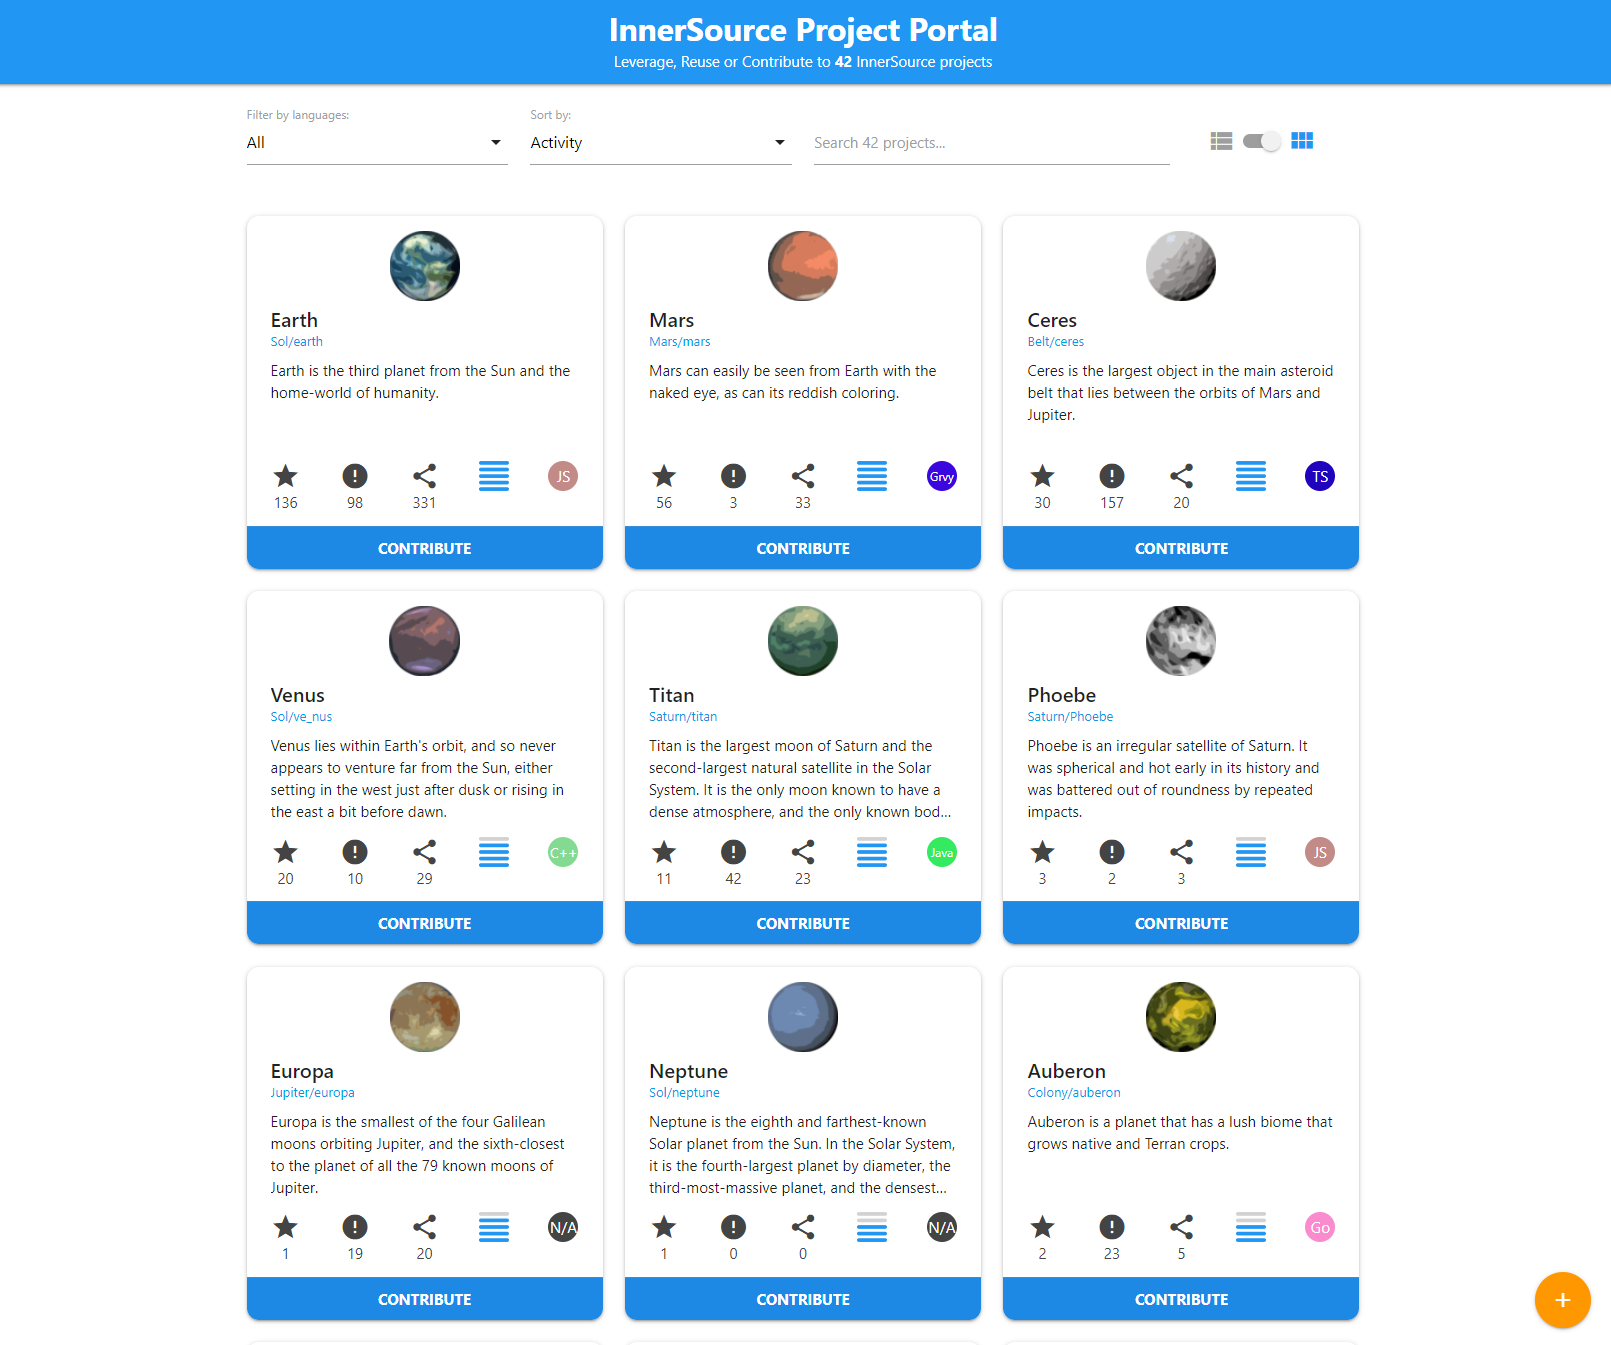 InnerSource Project Portal
Leverage, Reuse or Contribute to 42 InnerSource projects
Filter by languages:
All
Sort by:
Activity
Search 42 projects...
Earth
Sol/earth
Earth is the third planet from the Sun and the
home-world of humanity.
136 98 331 JS
CONTRIBUTE
Mars
Mars/mars
Mars can easily be seen from Earth with the
naked eye, as can its reddish coloring.
56 3 33 Grvy
CONTRIBUTE
Ceres
Belt/ceres
Ceres is the largest object in the main asteroid
belt that lies between the orbits of Mars and
Jupiter.
30 157 20 TS
CONTRIBUTE
Venus
Sol/ve_nus
Venus lies within Earth's orbit, and so never
appears to venture far from the Sun, either
setting in the west just after dusk or rising in
the east a bit before dawn.
20 10 29 C++
CONTRIBUTE
Titan
Saturn/titan
Titan is the largest moon of Saturn and the
second-largest natural satellite in the Solar
System. It is the only moon known to have a
dense atmosphere, and the only known bod...
11 42 23 Java
CONTRIBUTE
Phoebe
Saturn/Phoebe
Phoebe is an irregular satellite of Saturn. It
was spherical and hot early in its history and
was battered out of roundness by repeated
impacts.
3 2 3 JS
CONTRIBUTE
Europa
Jupiter/europa
Europa is the smallest of the four Galilean
moons orbiting Jupiter, and the sixth-closest
to the planet of all the 79 known moons of
Jupiter.
1 19 20 N/A
CONTRIBUTE
Neptune
Sol/neptune
Neptune is the eighth and farthest-known
Solar planet from the Sun. In the Solar System,
it is the fourth-largest planet by diameter, the
third-most-massive planet, and the densest...
1 0 0 N/A
CONTRIBUTE
Auberon
Colony/auberon
Auberon is a planet that has a lush biome that
grows native and Terran crops.
2 23 5 Go
CONTRIBUTE
+